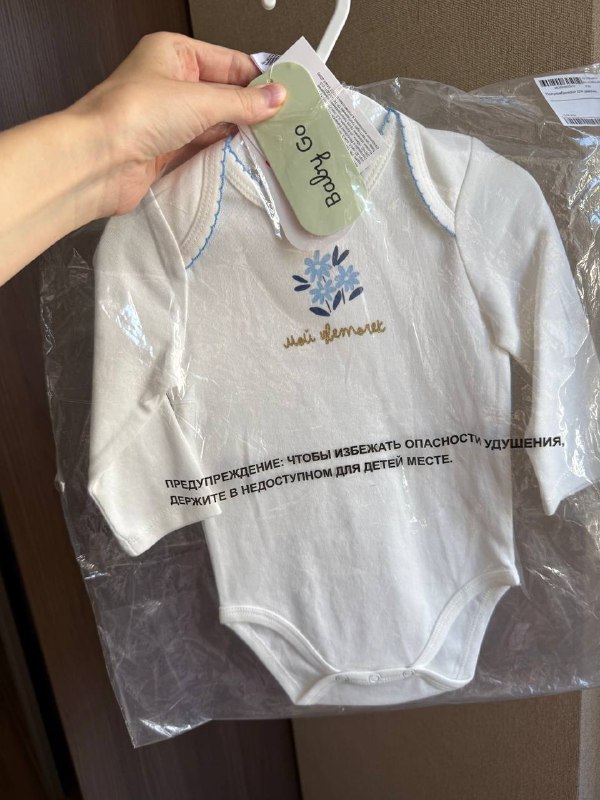 Baby Go
мой цветочек
ПРЕДУПРЕЖДЕНИЕ: ЧТОБЫ ИЗБЕЖАТЬ ОПАСНОСТИ УДУШЕНИЯ,
ДЕРЖИТЕ В НЕДОСТУПНОМ ДЛЯ ДЕТЕЙ МЕСТЕ.